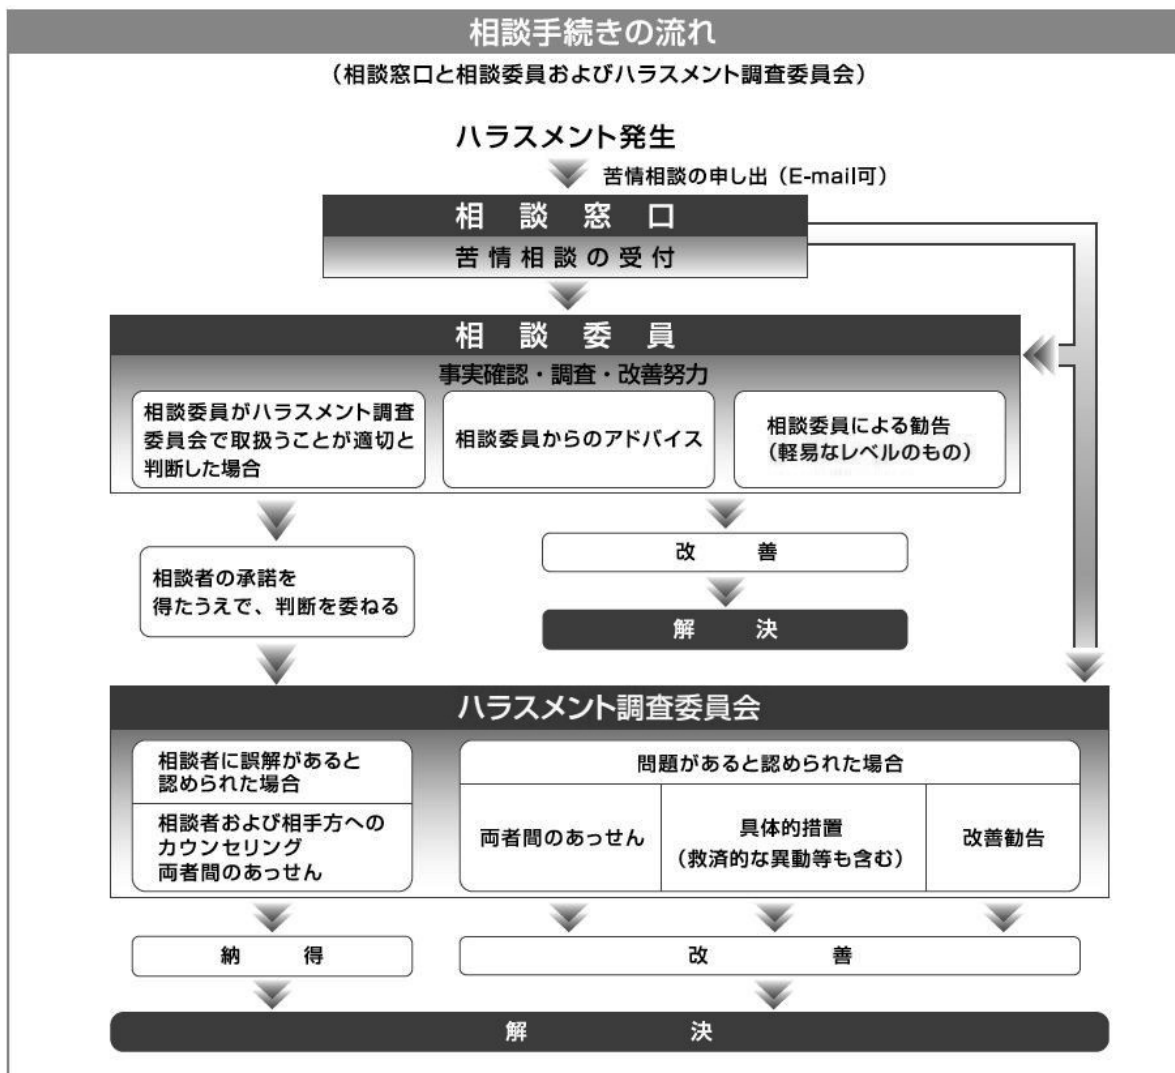 相談手続きの流れ
（相談窓口と相談委員およびハラスメント調査委員会）
ハラスメント発生
苦情相談の申し出（E-mail可）
相談窓口
苦情相談の受付
相談委員
事実確認・調査・改善努力
相談委員がハラスメント調査
委員会で取扱うことが適切と
判断した場合
相談委員からのアドバイス
相談委員による勧告
（軽易なレベルのもの）
相談者の承諾を
得たうえで、判断を委ねる
改善
解決
ハラスメント調査委員会
相談者に誤解があると
認められた場合
相談者および相手方への
カウンセリング
両者間のあっせん
問題があると認められた場合
両者間のあっせん
具体的措置
（救済的な異動等も含む）
改善勧告
納得
改善
解決